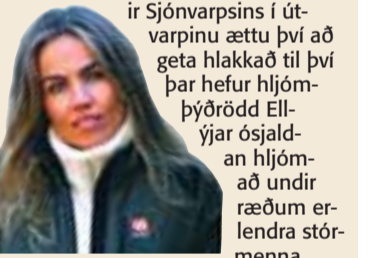 ir Sjónvarpsins í út-
varpinu ættu því að
geta hlakkað til því
þar hefur hljóm-
þýðrödd Ell-
ýjar ósjald-
an hljóm-
að undir
ræðum er-
lendra stór-
menna